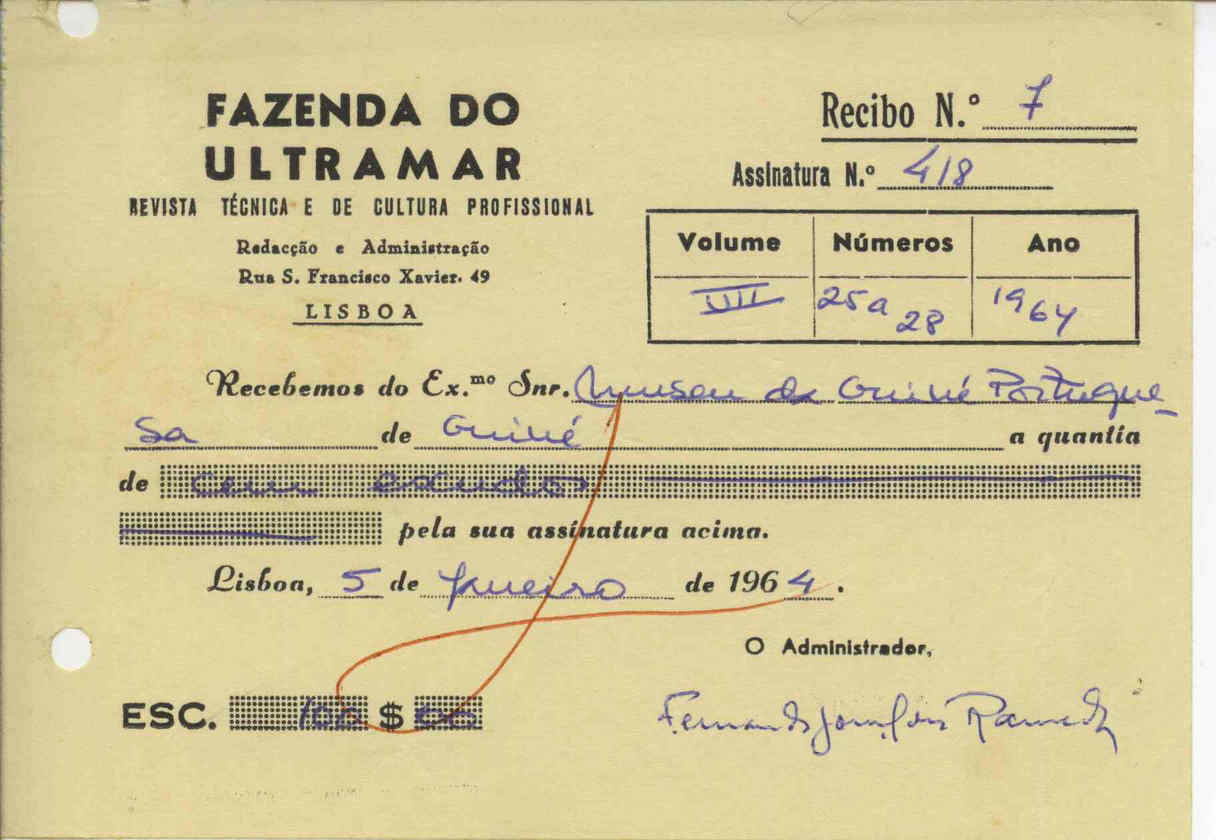 FAZENDA DO
ULTRAMAR
REVISTA TÉCNICA E DE CULTURA PROFISSIONAL
Redacção e Administração
Rua S. Francisco Xavier. 49
LISBOA
Recibo N.º 7
Assinatura N.º 418
Volume Números Ano
VIII 25 a 28 1964
Recebemos do Ex.mo Snr. Museu da Guiné Portugue-
sa de Guiné a quantia
de cem escudos
pela sua assinatura acima.
Lisboa, 5 de Janeiro de 1964.
O Administrador,
ESC. 100$00
Fernando